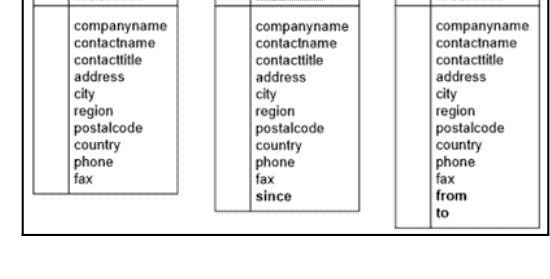 companyname
contactname
contacttitle
address
city
region
postalcode
country
phone
fax
companyname
contactname
contacttitle
address
city
region
postalcode
country
phone
fax
since
companyname
contactname
contacttitle
address
city
region
postalcode
country
phone
fax
from
to